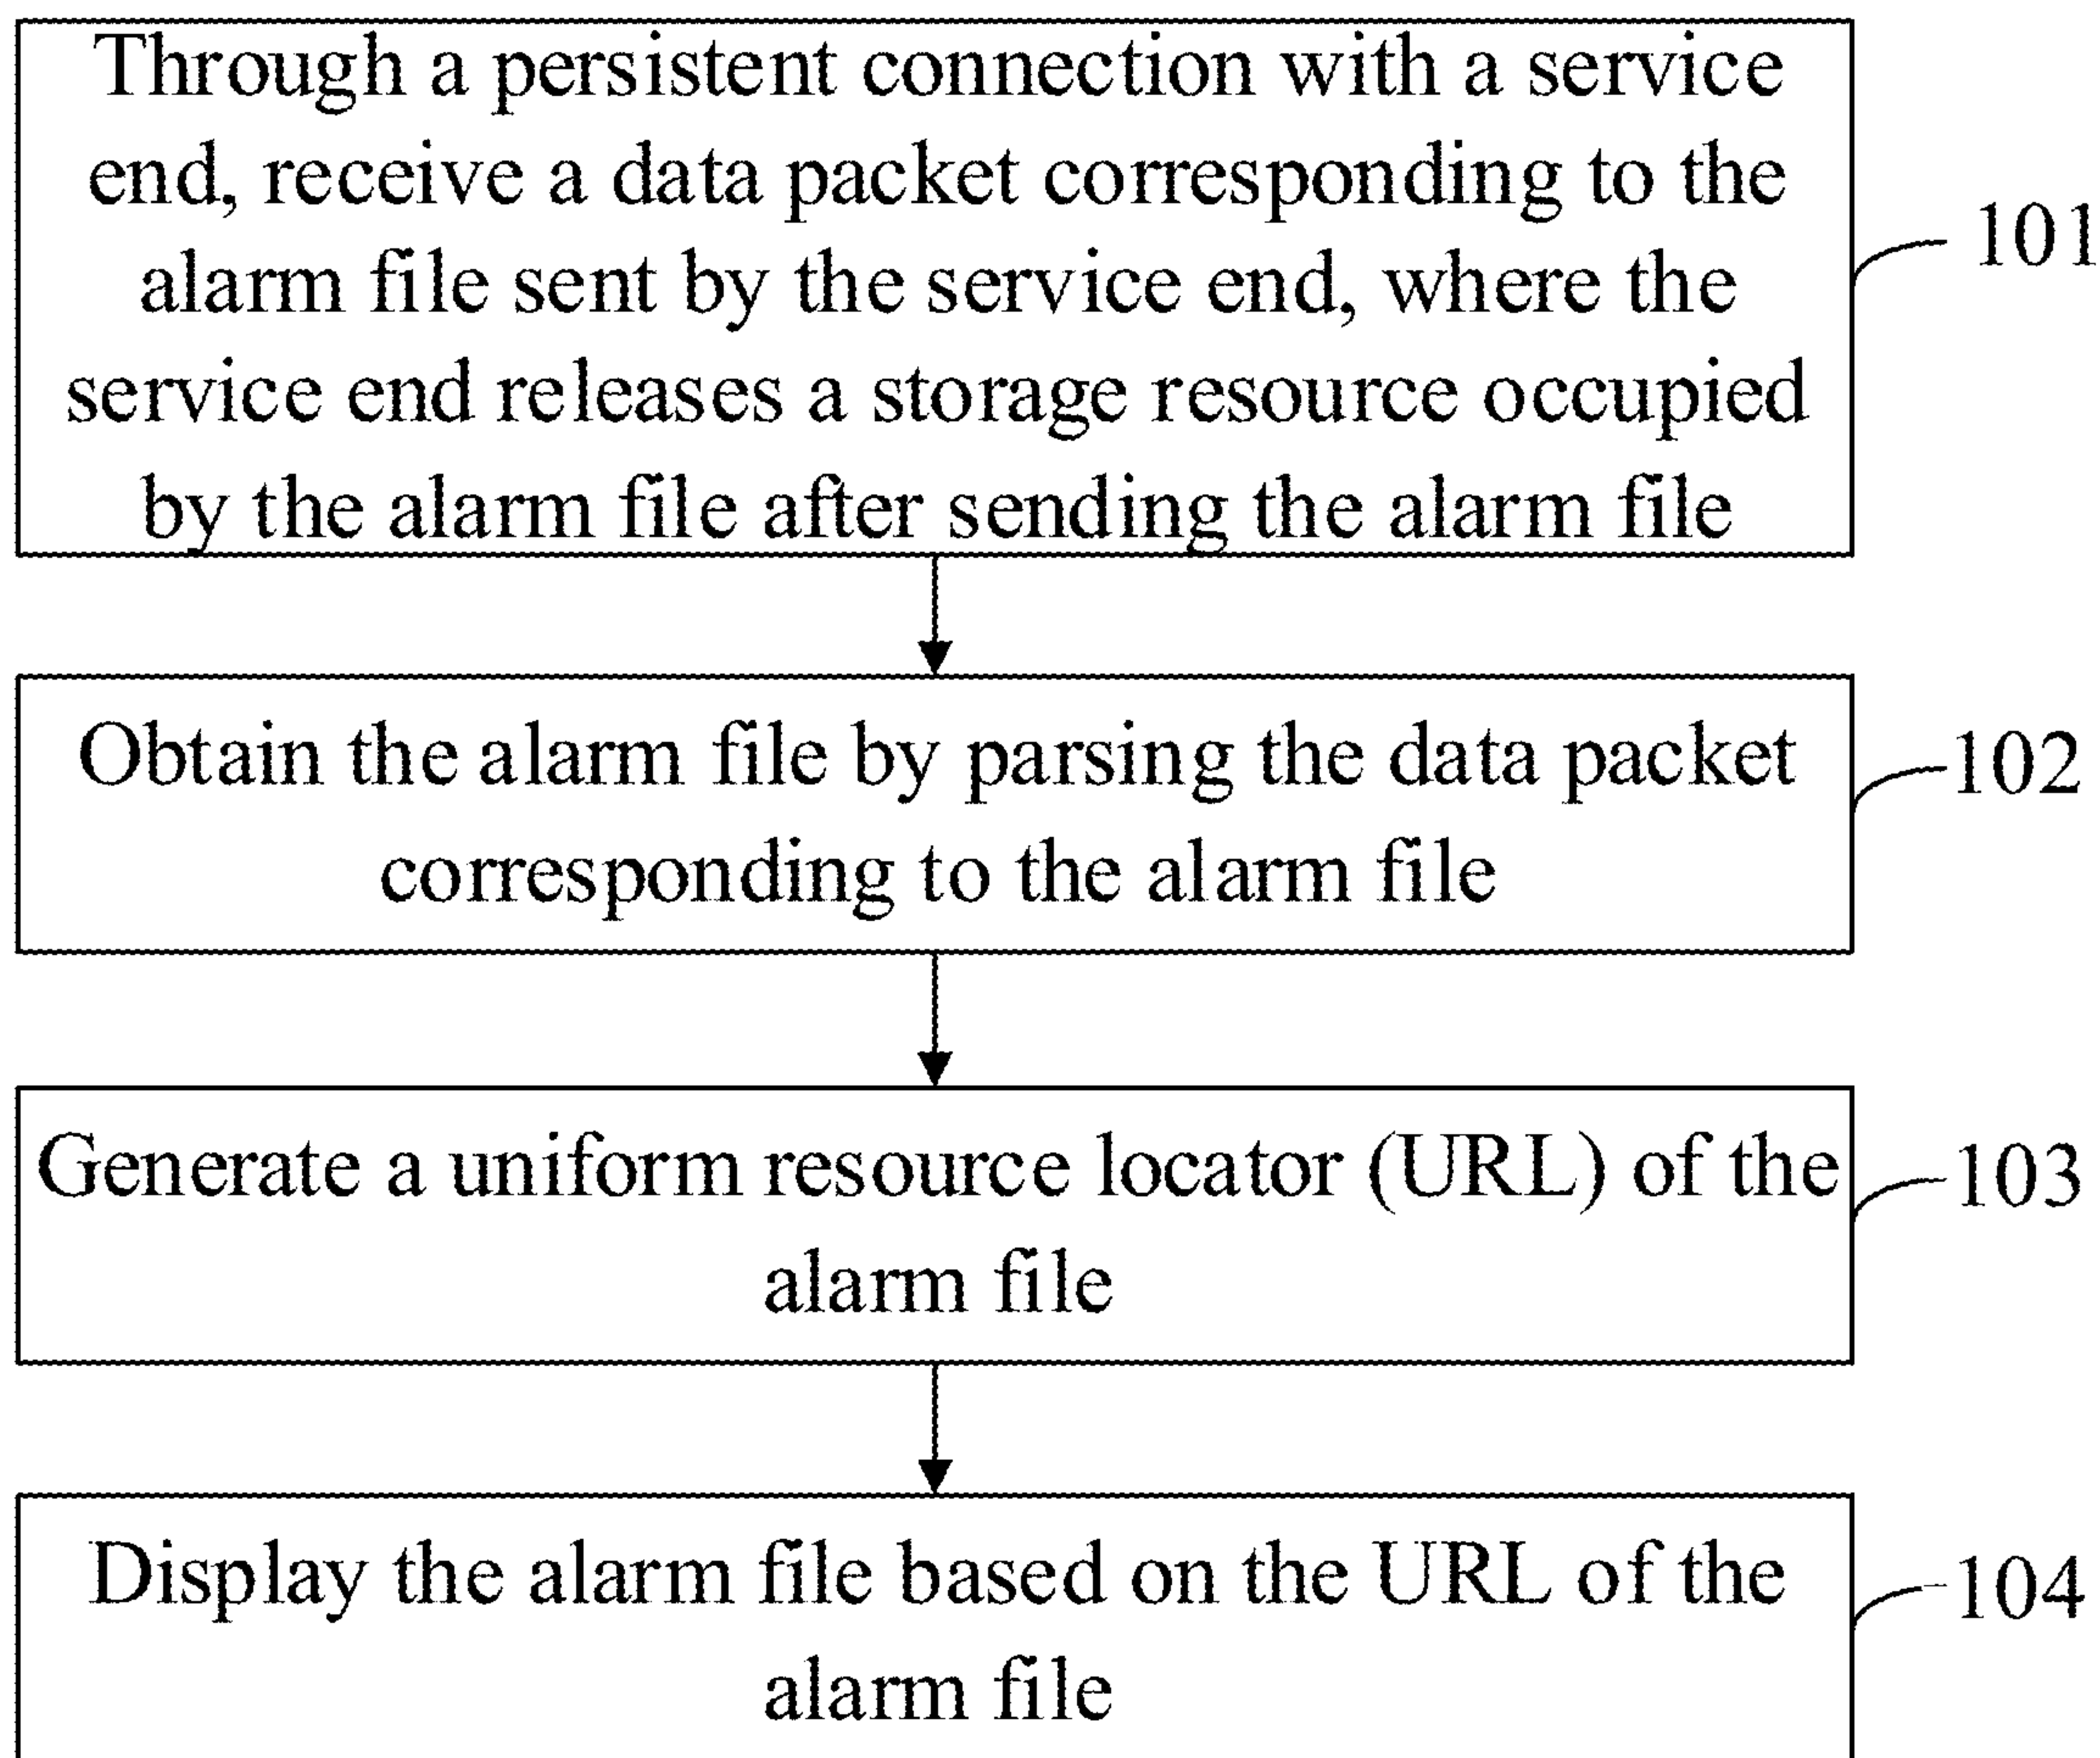 Through a persistent connection with a service
end, receive a data packet corresponding to the
alarm file sent by the service end, where the
service end releases a storage resource occupied
by the alarm file after sending the alarm file
101
Obtain the alarm file by parsing the data packet
corresponding to the alarm file
102
Generate a uniform resource locator (URL) of the
alarm file
103
Display the alarm file based on the URL of the
alarm file
104